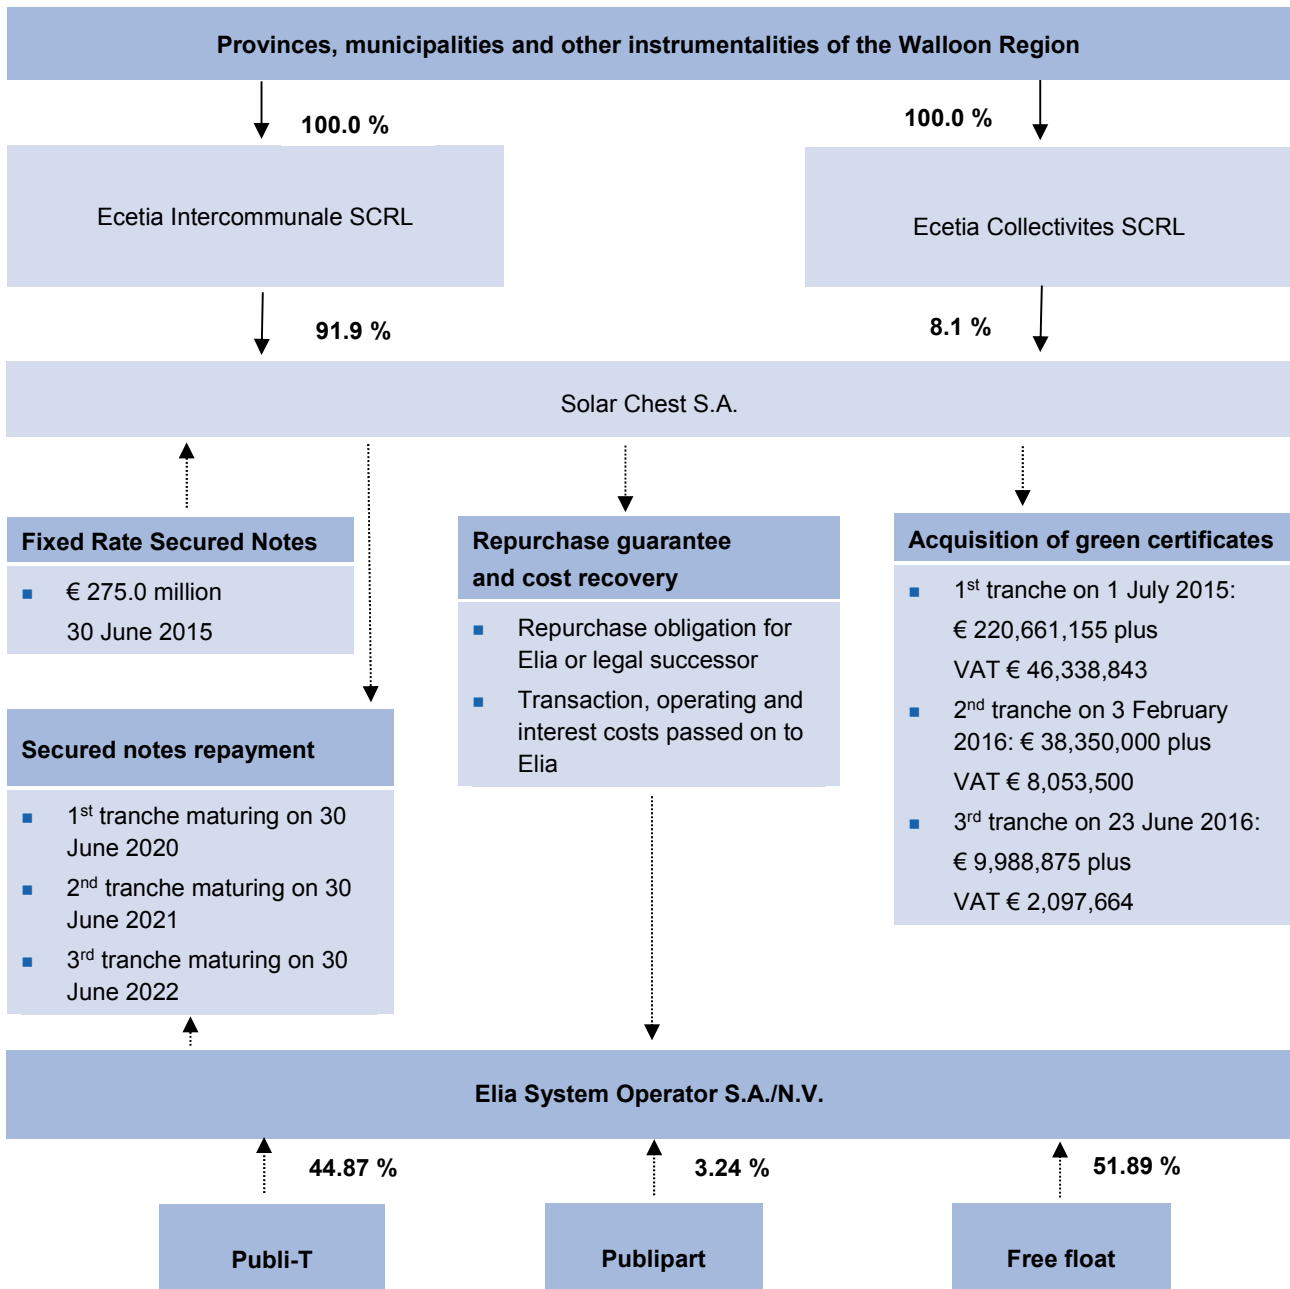 Provinces, municipalities and other instrumentalities of the Walloon Region
100.0 %
100.0 %
Ecetia Intercommunale SCRL
Ecetia Collectivites SCRL
91.9 %
8.1 %
Solar Chest S.A.
Fixed Rate Secured Notes
▪ € 275.0 million
30 June 2015
Secured notes repayment
▪ 1st tranche maturing on 30
June 2020
▪ 2nd tranche maturing on 30
June 2021
▪ 3rd tranche maturing on 30
June 2022
Repurchase guarantee
and cost recovery
▪ Repurchase obligation for
Elia or legal successor
▪ Transaction, operating and
interest costs passed on to
Elia
Acquisition of green certificates
▪ 1st tranche on 1 July 2015:
€ 220,661,155 plus
VAT € 46,338,843
▪ 2nd tranche on 3 February
2016: € 38,350,000 plus
VAT € 8,053,500
▪ 3rd tranche on 23 June 2016:
€ 9,988,875 plus
VAT € 2,097,664
Elia System Operator S.A./N.V.
44.87 %
3.24 %
51.89 %
Publi-T
Publipart
Free float